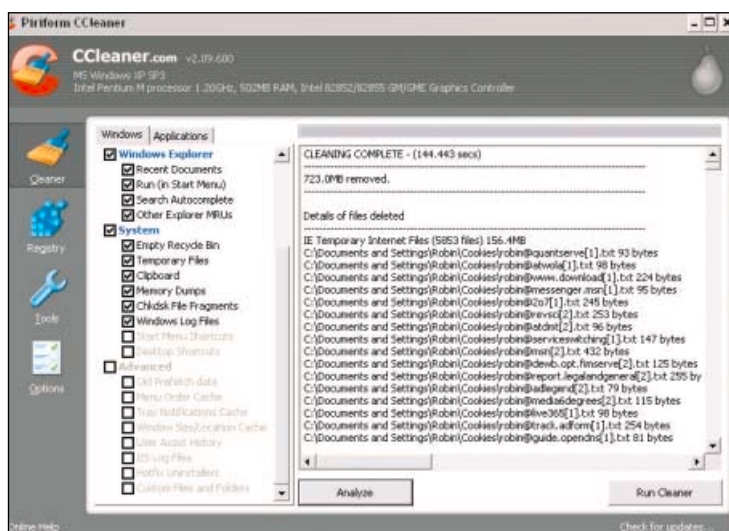 Piriform CCleaner
CCleaner.com v2.09.600
MS Windows XP SP3
Intel Pentium M processor 1.20GHz, 502MB RAM, Intel 82852/82855 GM/GME Graphics Controller
Cleaner
Registry
Tools
Options
Windows
Applications
Windows Explorer
Recent Documents
Run (in Start Menu)
Search Autocomplete
Other Explorer MRUs
System
Empty Recycle Bin
Temporary Files
Clipboard
Memory Dumps
Chkdsk File Fragments
Windows Log Files
Start Menu Shortcuts
Desktop Shortcuts
Advanced
Old Prefetch data
Menu Order Cache
Tray Notifications Cache
Window Size/Location Cache
User Assist History
IIS Log Files
Hotfix Uninstallers
Custom Files and Folders
CLEANING COMPLETE - (144.443 secs)
723.0MB removed.
Details of files deleted
IE Temporary Internet Files (5853 files) 156.4MB
C:\Documents and Settings\Robin\Cookies\robin@quantserve[1].txt 93 bytes
C:\Documents and Settings\Robin\Cookies\robin@atwola[1].txt 98 bytes
C:\Documents and Settings\Robin\Cookies\robin@www.download[1].txt 224 bytes
C:\Documents and Settings\Robin\Cookies\robin@messenger.msn[1].txt 95 bytes
C:\Documents and Settings\Robin\Cookies\robin@2o7[1].txt 245 bytes
C:\Documents and Settings\Robin\Cookies\robin@revsci[2].txt 253 bytes
C:\Documents and Settings\Robin\Cookies\robin@atdmt[2].txt 96 bytes
C:\Documents and Settings\Robin\Cookies\robin@serviceswitching[1].txt 147 bytes
C:\Documents and Settings\Robin\Cookies\robin@msn[2].txt 432 bytes
C:\Documents and Settings\Robin\Cookies\robin@dewb.opt.fimserve[2].txt 125 bytes
C:\Documents and Settings\Robin\Cookies\robin@report.legalandgeneral[2].txt 255 by
C:\Documents and Settings\Robin\Cookies\robin@adlegend[2].txt 79 bytes
C:\Documents and Settings\Robin\Cookies\robin@media6degrees[2].txt 115 bytes
C:\Documents and Settings\Robin\Cookies\robin@live365[1].txt 98 bytes
C:\Documents and Settings\Robin\Cookies\robin@track.adform[1].txt 254 bytes
C:\Documents and Settings\Robin\Cookies\robin@guide.opendns[1].txt 81 bytes
Analyze
Run Cleaner
Online Help
Check for updates...